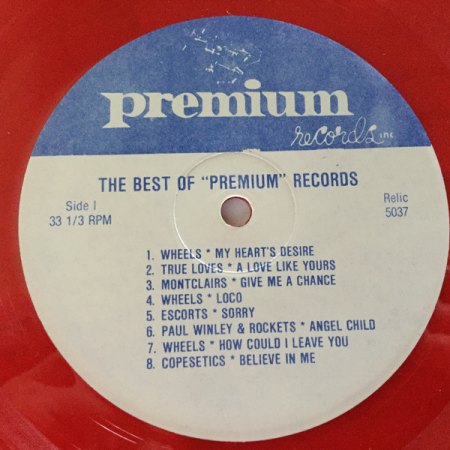 premium
records, inc.
THE BEST OF "PREMIUM" RECORDS
Side I
33 1/3 RPM
Relic
5037
1. WHEELS * MY HEART'S DESIRE
2. TRUE LOVES * A LOVE LIKE YOURS
3. MONTCLAIRS * GIVE ME A CHANCE
4. WHEELS * LOCO
5. ESCORTS * SORRY
6. PAUL WINLEY & ROCKETS * ANGEL CHILD
7. WHEELS * HOW COULD I LEAVE YOU
8. COPESETICS * BELIEVE IN ME